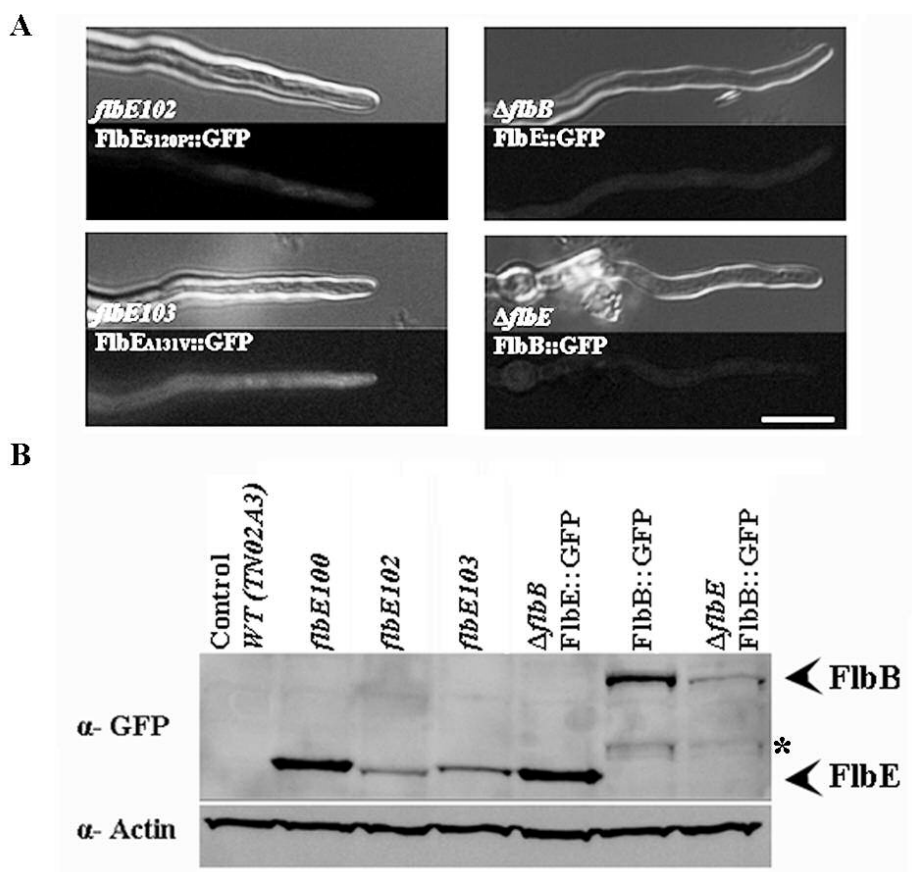 A
flbE102
FlbES120P::GFP
ΔflbB
FlbE::GFP
flbE103
FlbEA131V::GFP
ΔflbE
FlbB::GFP
B
Control
WT (TN02A3)
flbE100
flbE102
flbE103
ΔflbB
FlbE::GFP
FlbB::GFP
ΔflbE
FlbB::GFP
α- GFP
FlbB
*
FlbE
α- Actin